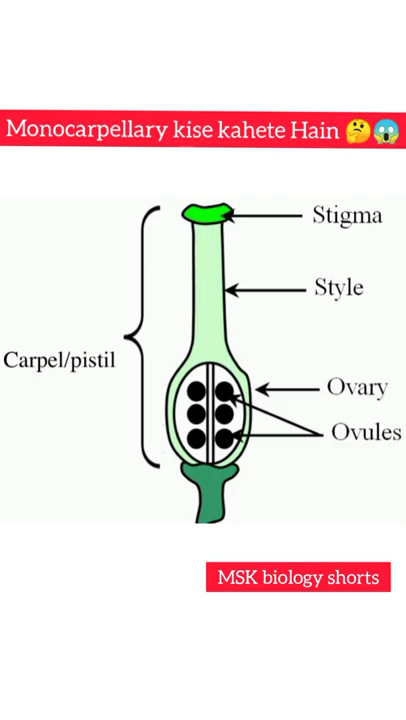 Monocarpellary kise kahete Hain 🤔😱
Stigma
Style
Carpel/pistil
Ovary
Ovules
MSK biology shorts